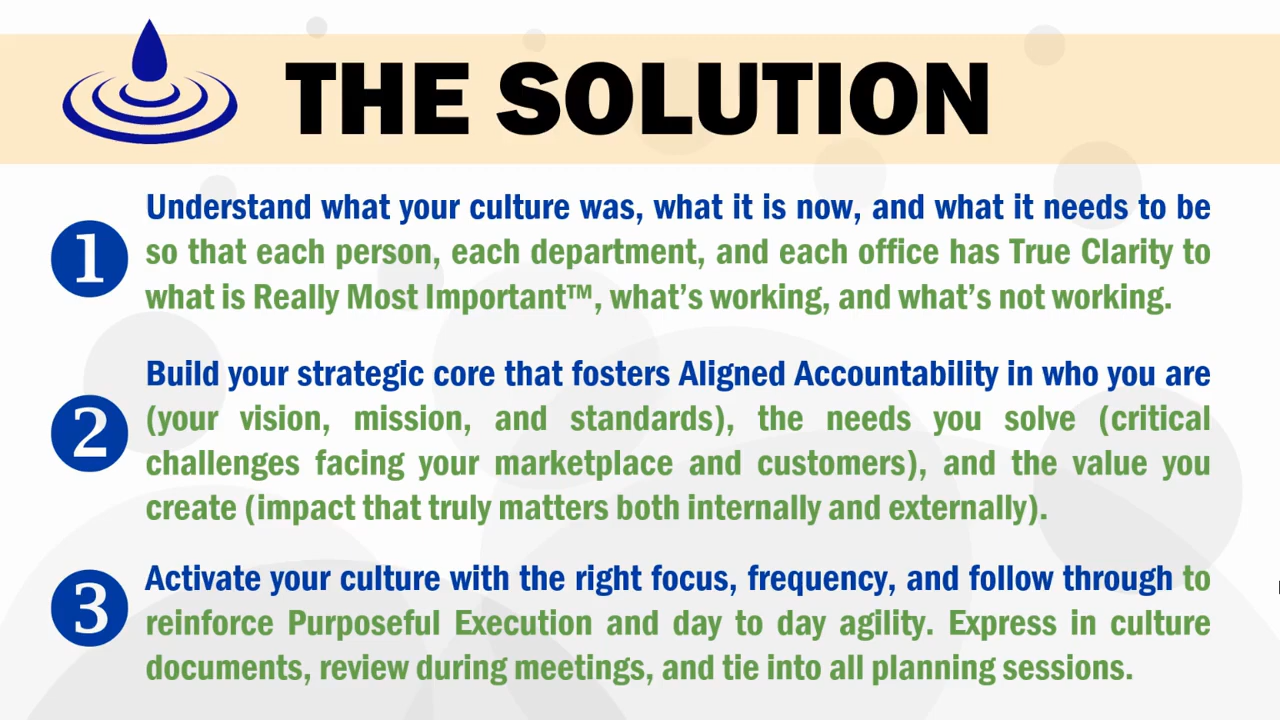 THE SOLUTION
1
Understand what your culture was, what it is now, and what it needs to be
so that each person, each department, and each office has True Clarity to
what is Really Most Important™, what's working, and what's not working.
2
Build your strategic core that fosters Aligned Accountability in who you are
(your vision, mission, and standards), the needs you solve (critical
challenges facing your marketplace and customers), and the value you
create (impact that truly matters both internally and externally).
3
Activate your culture with the right focus, frequency, and follow through to
reinforce Purposeful Execution and day to day agility. Express in culture
documents, review during meetings, and tie into all planning sessions.